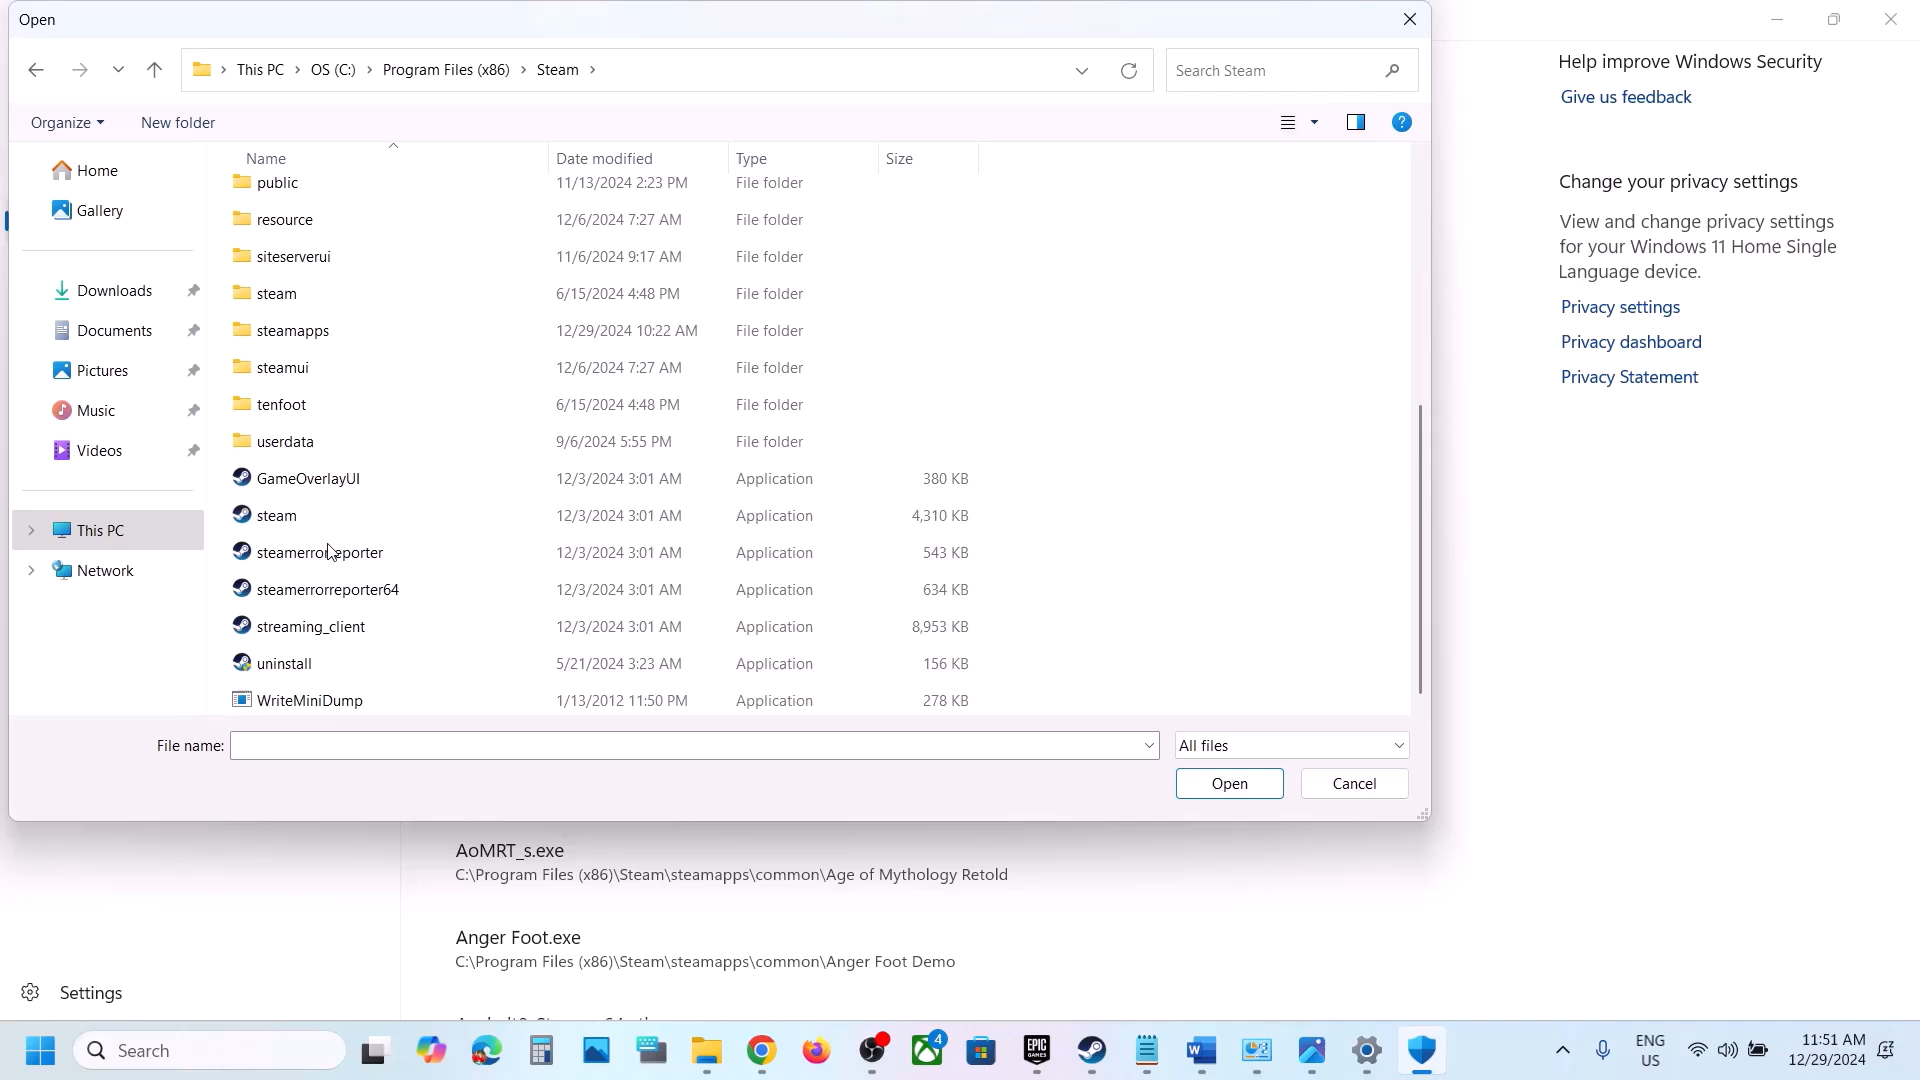 Open
This PC
OS (C:)
Program Files (x86)
Steam
Search Steam
Organize
New folder
Name
Date modified
Type
Size
Home
Gallery
Downloads
Documents
Pictures
Music
Videos
This PC
Network
public 11/13/2024 2:23 PM File folder
resource 12/6/2024 7:27 AM File folder
siteserverui 11/6/2024 9:17 AM File folder
steam 6/15/2024 4:48 PM File folder
steamapps 12/29/2024 10:22 AM File folder
steamui 12/6/2024 7:27 AM File folder
tenfoot 6/15/2024 4:48 PM File folder
userdata 9/6/2024 5:55 PM File folder
GameOverlayUI 12/3/2024 3:01 AM Application 380 KB
steam 12/3/2024 3:01 AM Application 4,310 KB
steamerrorreporter 12/3/2024 3:01 AM Application 543 KB
steamerrorreporter64 12/3/2024 3:01 AM Application 634 KB
streaming_client 12/3/2024 3:01 AM Application 8,953 KB
uninstall 5/21/2024 3:23 AM Application 156 KB
WriteMiniDump 1/13/2012 11:50 PM Application 278 KB
File name:
All files
Open
Cancel
Help improve Windows Security
Give us feedback
Change your privacy settings
View and change privacy settings
for your Windows 11 Home Single
Language device.
Privacy settings
Privacy dashboard
Privacy Statement
AoMRT_s.exe
C:\Program Files (x86)\Steam\steamapps\common\Age of Mythology Retold
Anger Foot.exe
C:\Program Files (x86)\Steam\steamapps\common\Anger Foot Demo
Settings
Search
4
EPIC
GAMES
ENG
US
11:51 AM
12/29/2024